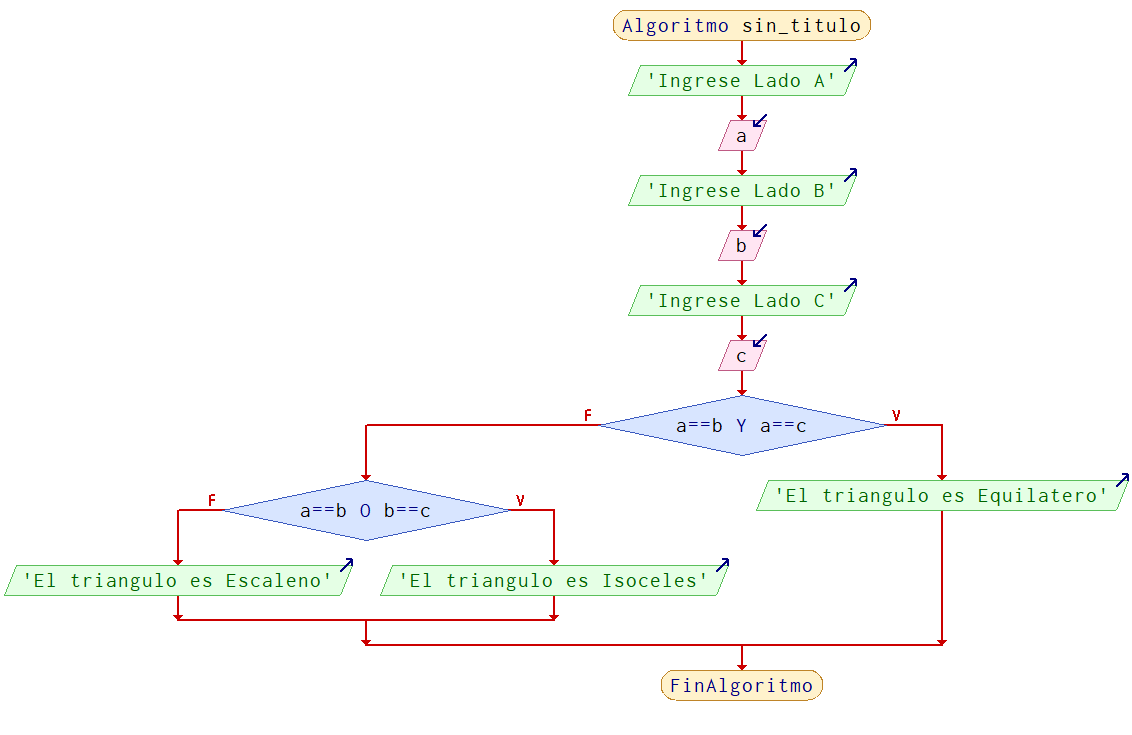 Algoritmo sin_titulo
'Ingrese Lado A'
a
'Ingrese Lado B'
b
'Ingrese Lado C'
c
F
V
a==b Y a==c
'El triangulo es Equilatero'
F
V
a==b O b==c
'El triangulo es Escaleno'
'El triangulo es Isoceles'
FinAlgoritmo